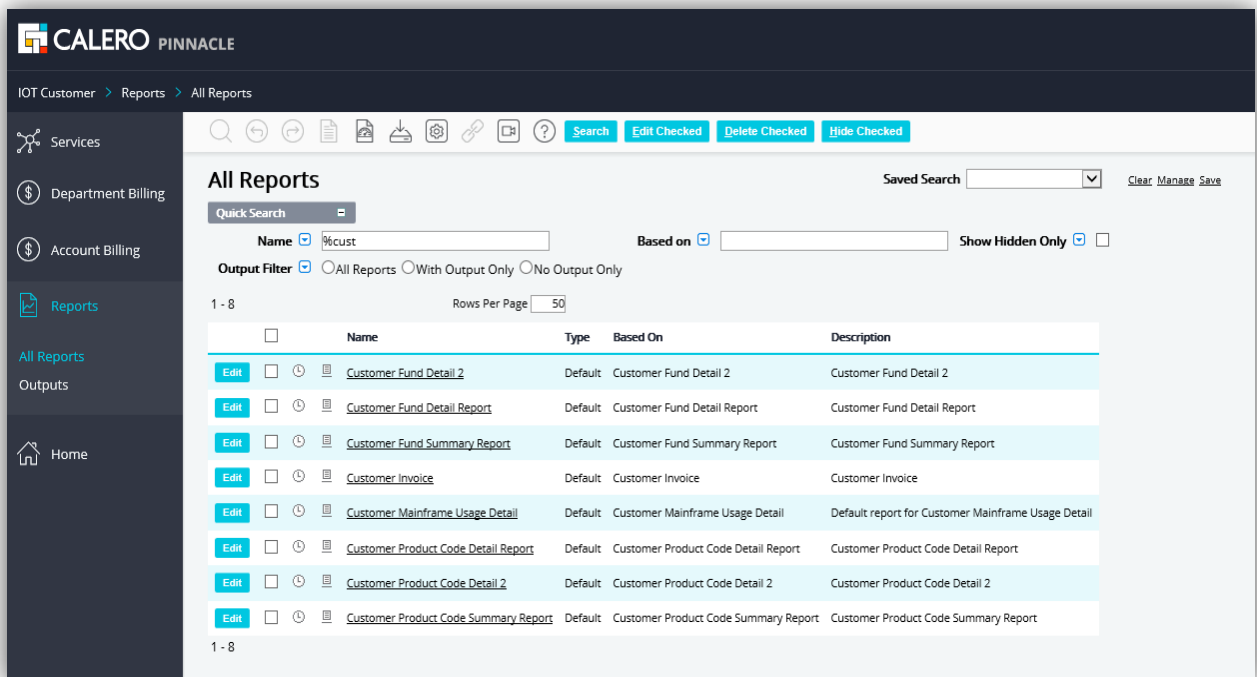 CALERO PINNACLE
IOT Customer > Reports > All Reports
Services
Department Billing
Account Billing
Reports
All Reports
Outputs
Home
? Search Edit Checked Delete Checked Hide Checked
All Reports Saved Search Clear Manage Save
Quick Search
Name %cust Based on Show Hidden Only
Output Filter All Reports With Output Only No Output Only
1 - 8 Rows Per Page 50
Name Type Based On Description
Edit Customer Fund Detail 2 Default Customer Fund Detail 2 Customer Fund Detail 2
Edit Customer Fund Detail Report Default Customer Fund Detail Report Customer Fund Detail Report
Edit Customer Fund Summary Report Default Customer Fund Summary Report Customer Fund Summary Report
Edit Customer Invoice Default Customer Invoice Customer Invoice
Edit Customer Mainframe Usage Detail Default Customer Mainframe Usage Detail Default report for Customer Mainframe Usage Detail
Edit Customer Product Code Detail Report Default Customer Product Code Detail Report Customer Product Code Detail Report
Edit Customer Product Code Detail 2 Default Customer Product Code Detail 2 Customer Product Code Detail 2
Edit Customer Product Code Summary Report Default Customer Product Code Summary Report Customer Product Code Summary Report
1 - 8